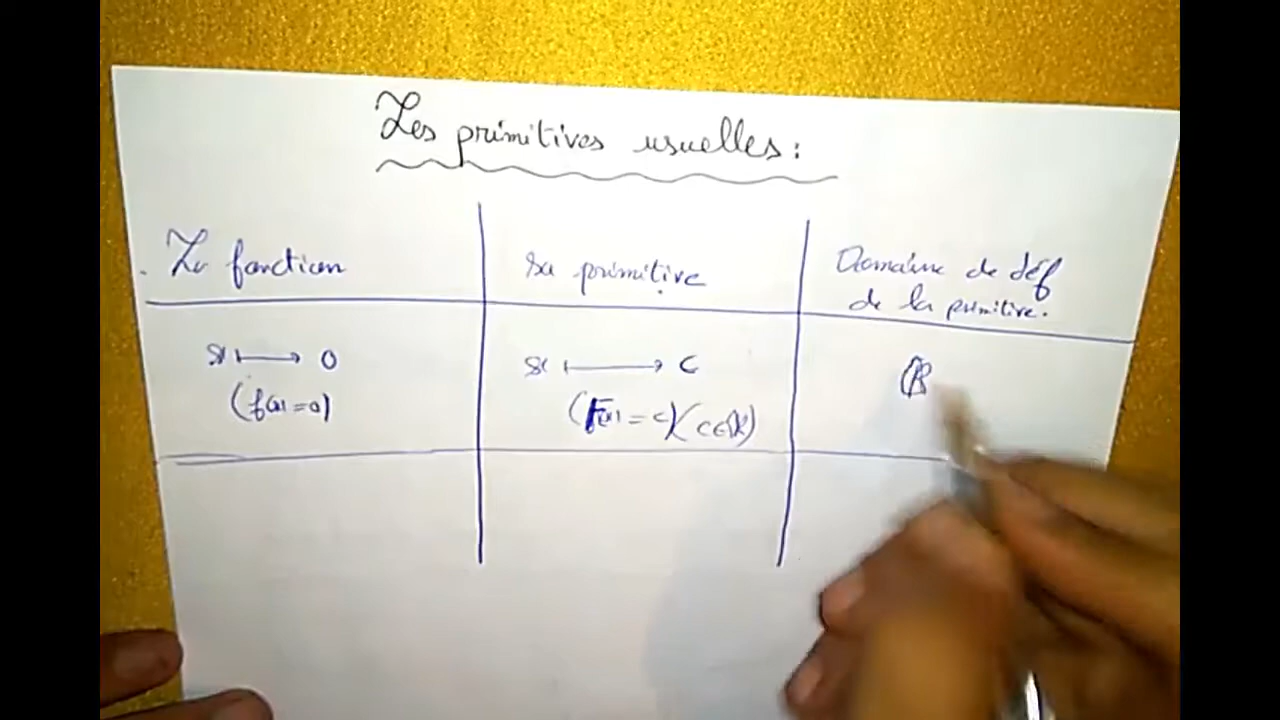 Les primitives usuelles :
La fonction
sa primitive
Domaine de déf
de la primitive.
x ⟼ 0
(f(x) = 0)
x ⟼ c
(F(x) = c)(c∈ℝ)
ℝ